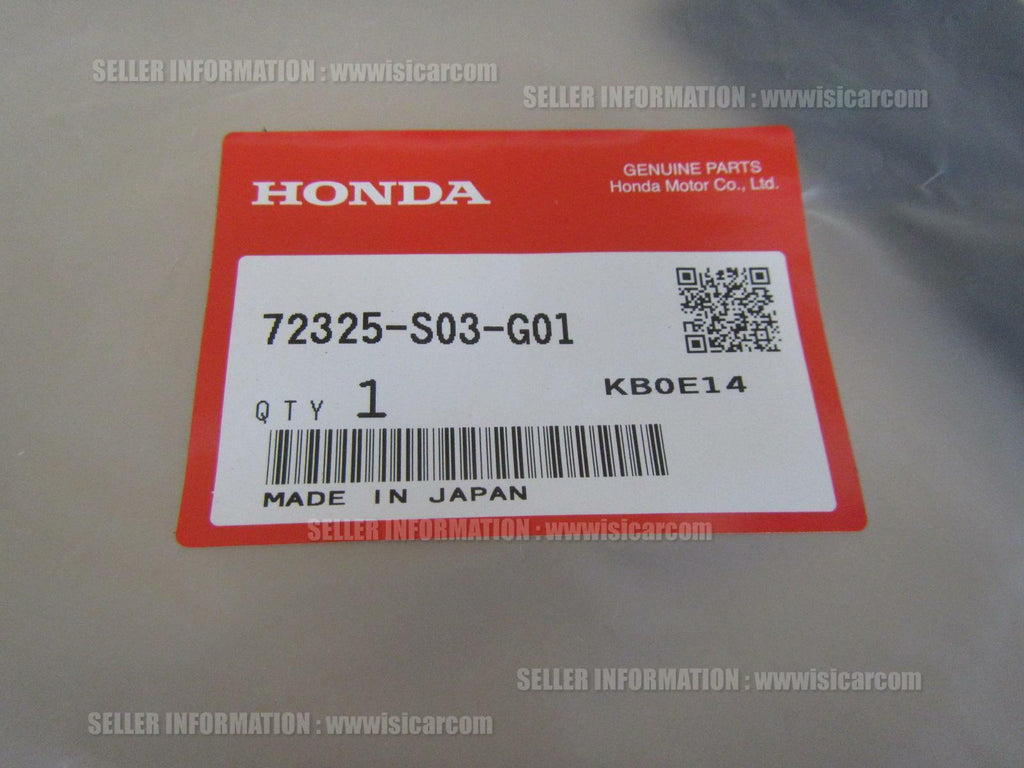 SELLER INFORMATION : wwwisicarcom
SELLER INFORMATION : wwwisicarcom
HONDA
GENUINE PARTS
Honda Motor Co., Ltd.
72325-S03-G01
KB0E14
QTY 1
MADE IN JAPAN
SELLER INFORMATION : wwwisicarcom
SELLER INFORMATION : wwwisicarcom
SELLER INFORMATION : wwwisicarcom